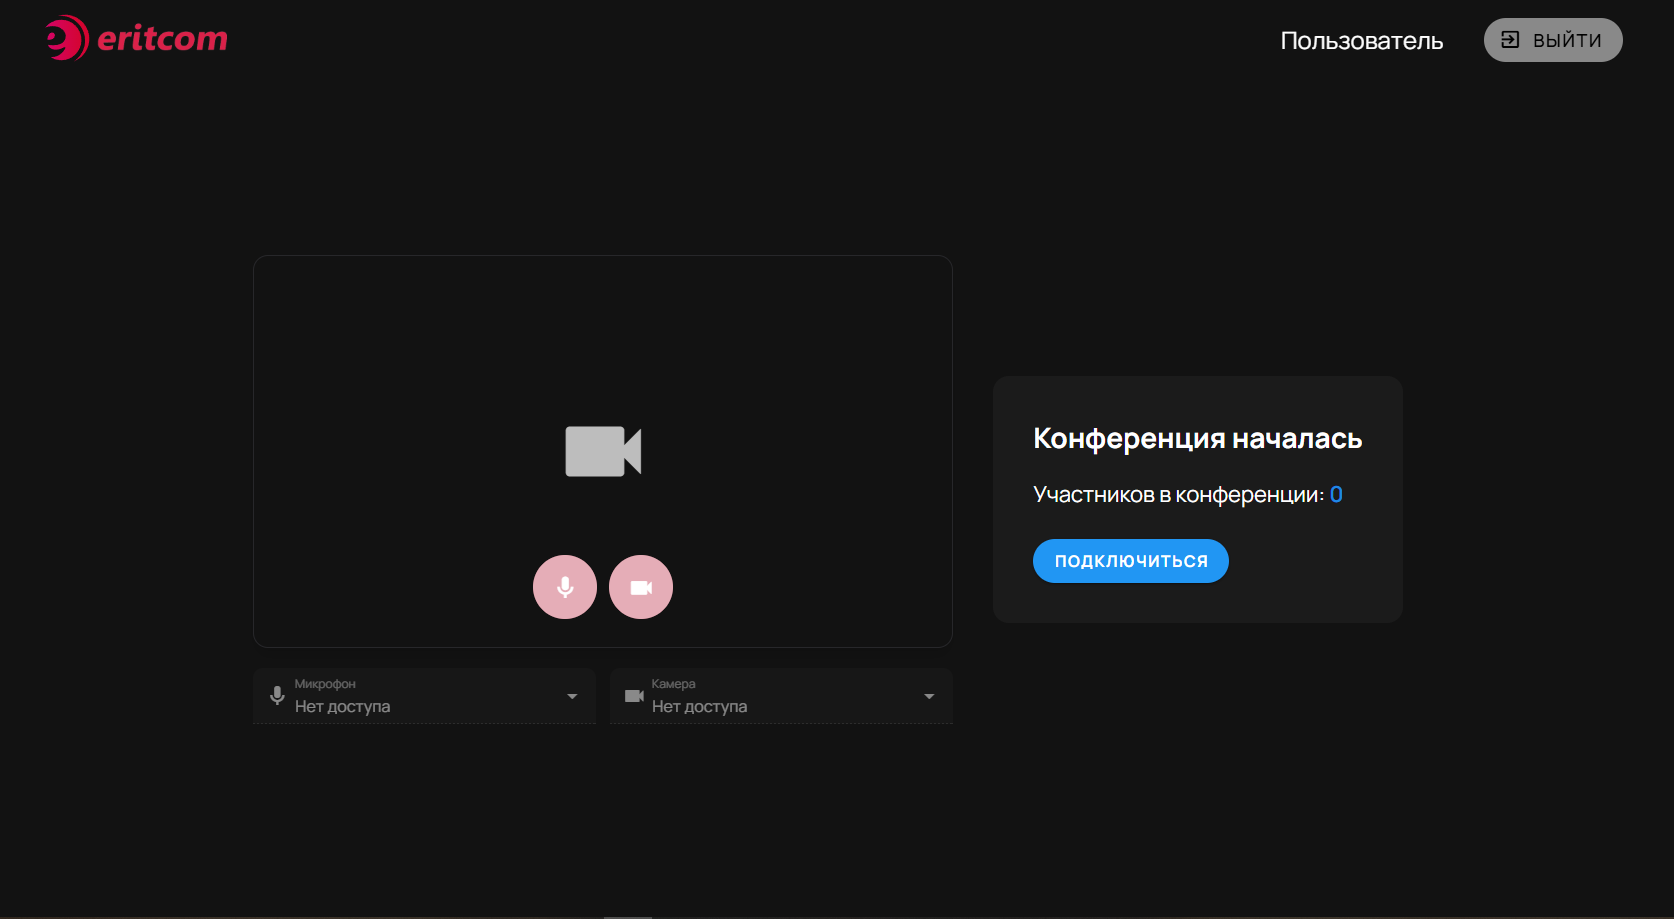 eritcom
Пользователь
ВЫЙТИ
Конференция началась
Участников в конференции: 0
ПОДКЛЮЧИТЬСЯ
Микрофон
Нет доступа
Камера
Нет доступа